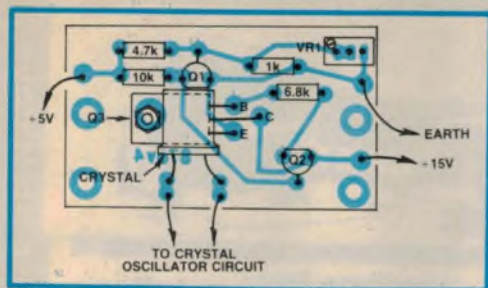 VR1
4.7k
10k
Q1
1k
6.8k
+5V
Q3
B
C
E
EARTH
Q2
+15V
CRYSTAL
TO CRYSTAL
OSCILLATOR CIRCUIT